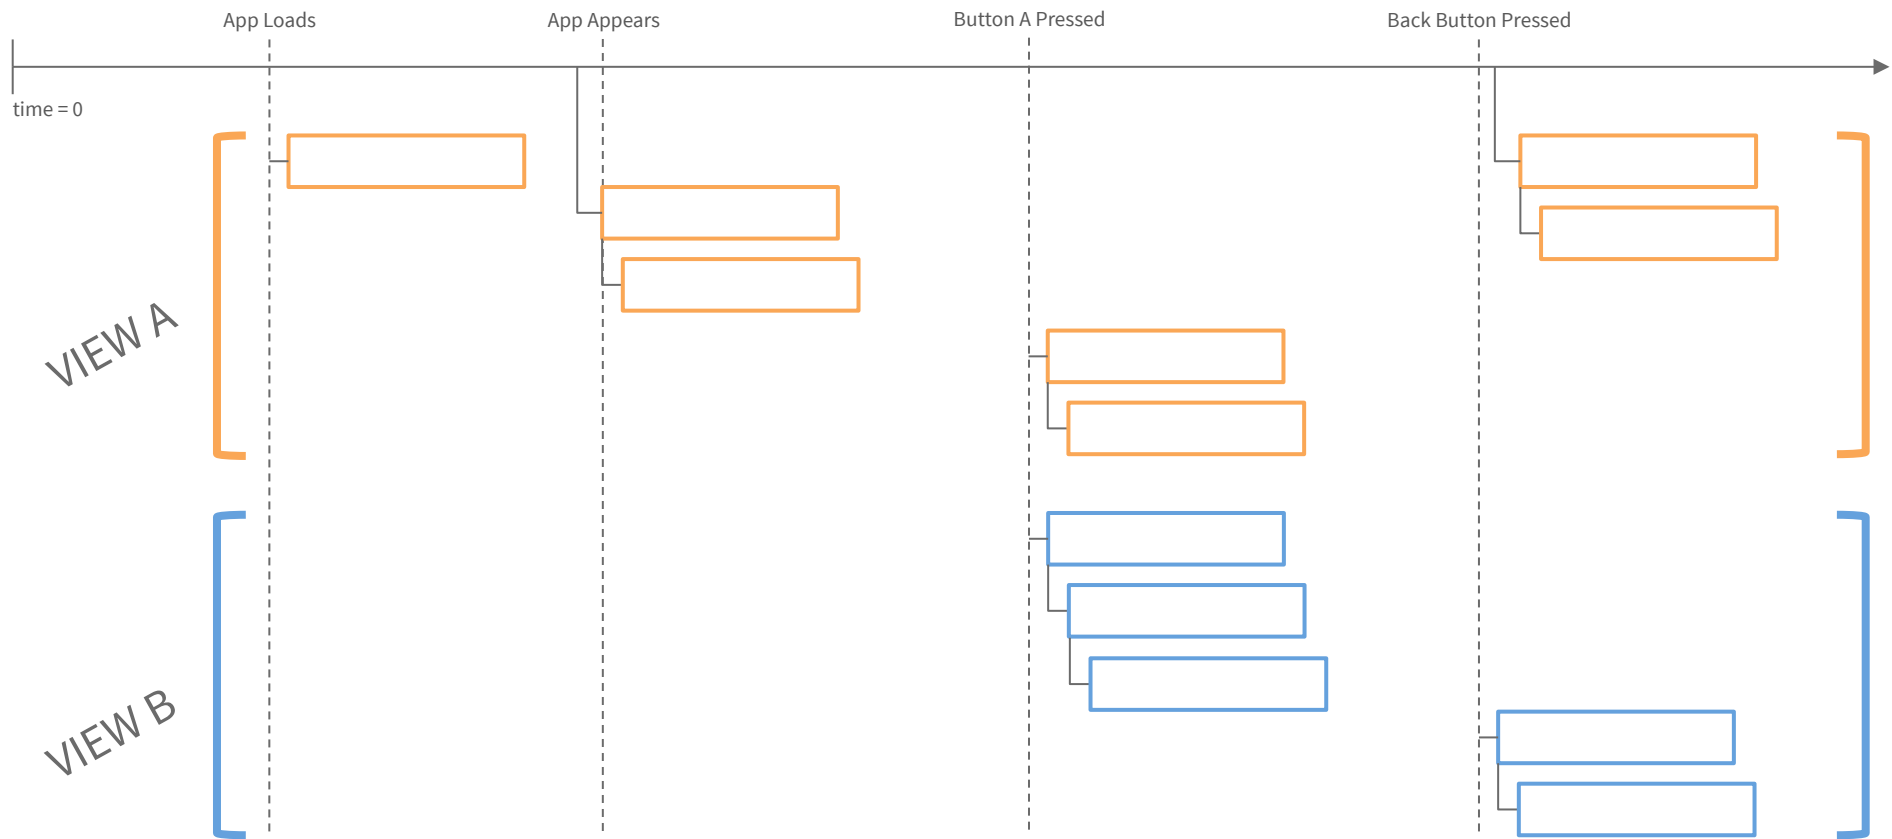 App Loads
App Appears
Button A Pressed
Back Button Pressed
time = 0
VIEW A
VIEW B